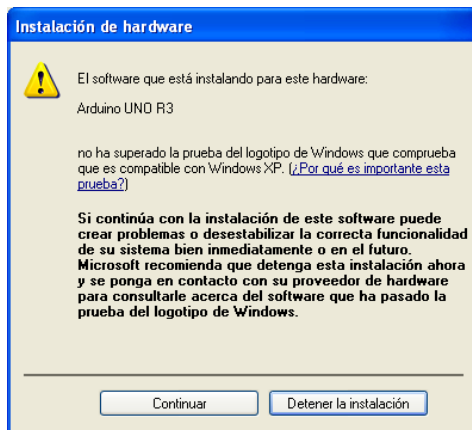 Instalación de hardware
El software que está instalando para este hardware:
Arduino UNO R3
no ha superado la prueba del logotipo de Windows que comprueba
que es compatible con Windows XP. (¿Por qué es importante esta
prueba?)
Si continúa con la instalación de este software puede
crear problemas o desestabilizar la correcta funcionalidad
de su sistema bien inmediatamente o en el futuro.
Microsoft recomienda que detenga esta instalación ahora
y se ponga en contacto con su proveedor de hardware
para consultarle acerca del software que ha pasado la
prueba del logotipo de Windows.
Continuar
Detener la instalación